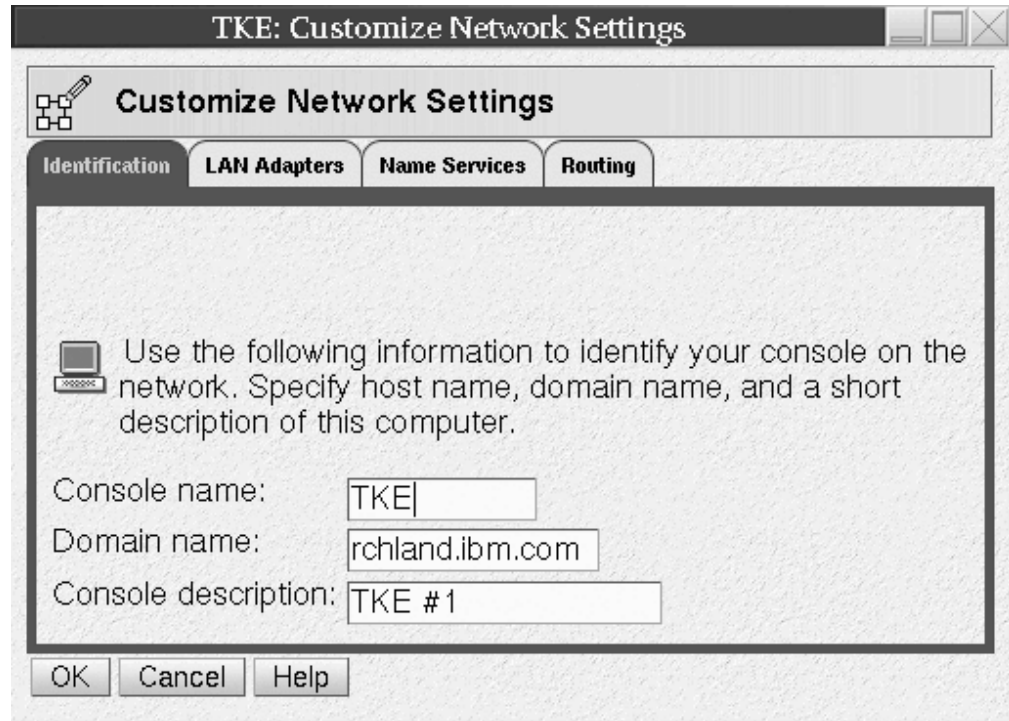 TKE: Customize Network Settings
Customize Network Settings
Identification LAN Adapters Name Services Routing
Use the following information to identify your console on the
network. Specify host name, domain name, and a short
description of this computer.
Console name: TKE
Domain name: rchland.ibm.com
Console description: TKE #1
OK Cancel Help